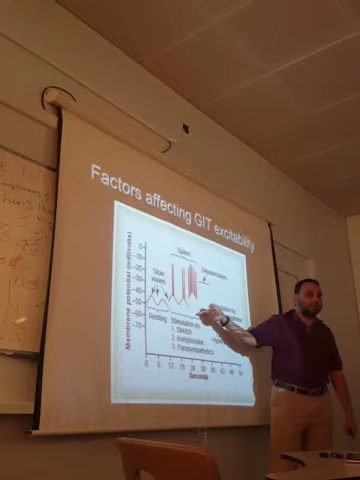 Factors affecting GIT excitability
Membrane potential (millivolts)
0
−10
−20
−30
−40
−50
−60
−70
Spikes
Slow
waves
Depolarization
Resting
Stimulation by
1. Stretch
2. Acetylcholine
3. Parasympathetics
0 6 12 18 24 30 36 42 48 54
Seconds